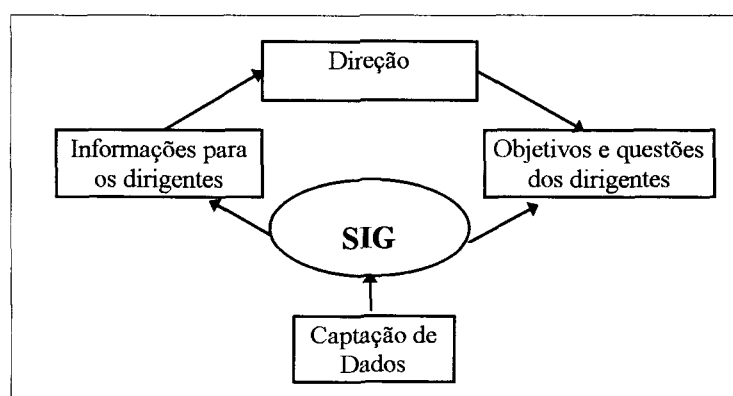 Direção
Informações para
os dirigentes
Objetivos e questões
dos dirigentes
SIG
Captação de
Dados